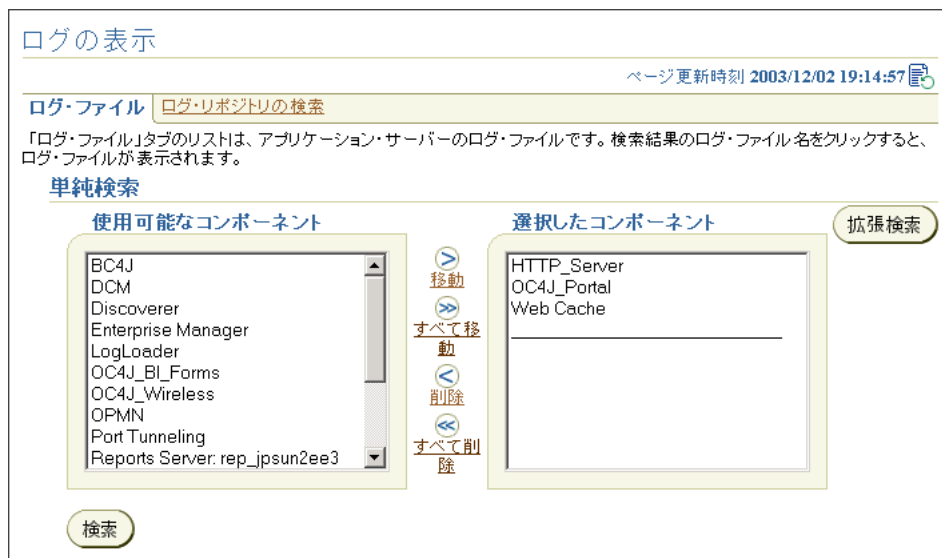 ログの表示
ページ更新時刻 2003/12/02 19:14:57
ログ・ファイル ログ・リポジトリの検索
「ログ・ファイル」タブのリストは、アプリケーション・サーバーのログ・ファイルです。検索結果のログ・ファイル名をクリックすると、
ログ・ファイルが表示されます。
単純検索
使用可能なコンポーネント
BC4J
DCM
Discoverer
Enterprise Manager
LogLoader
OC4J_BI_Forms
OC4J_Wireless
OPMN
Port Tunneling
Reports Server: rep_jpsun2ee3
移動
すべて移
動
削除
すべて削
除
選択したコンポーネント
HTTP_Server
OC4J_Portal
Web Cache
拡張検索
検索